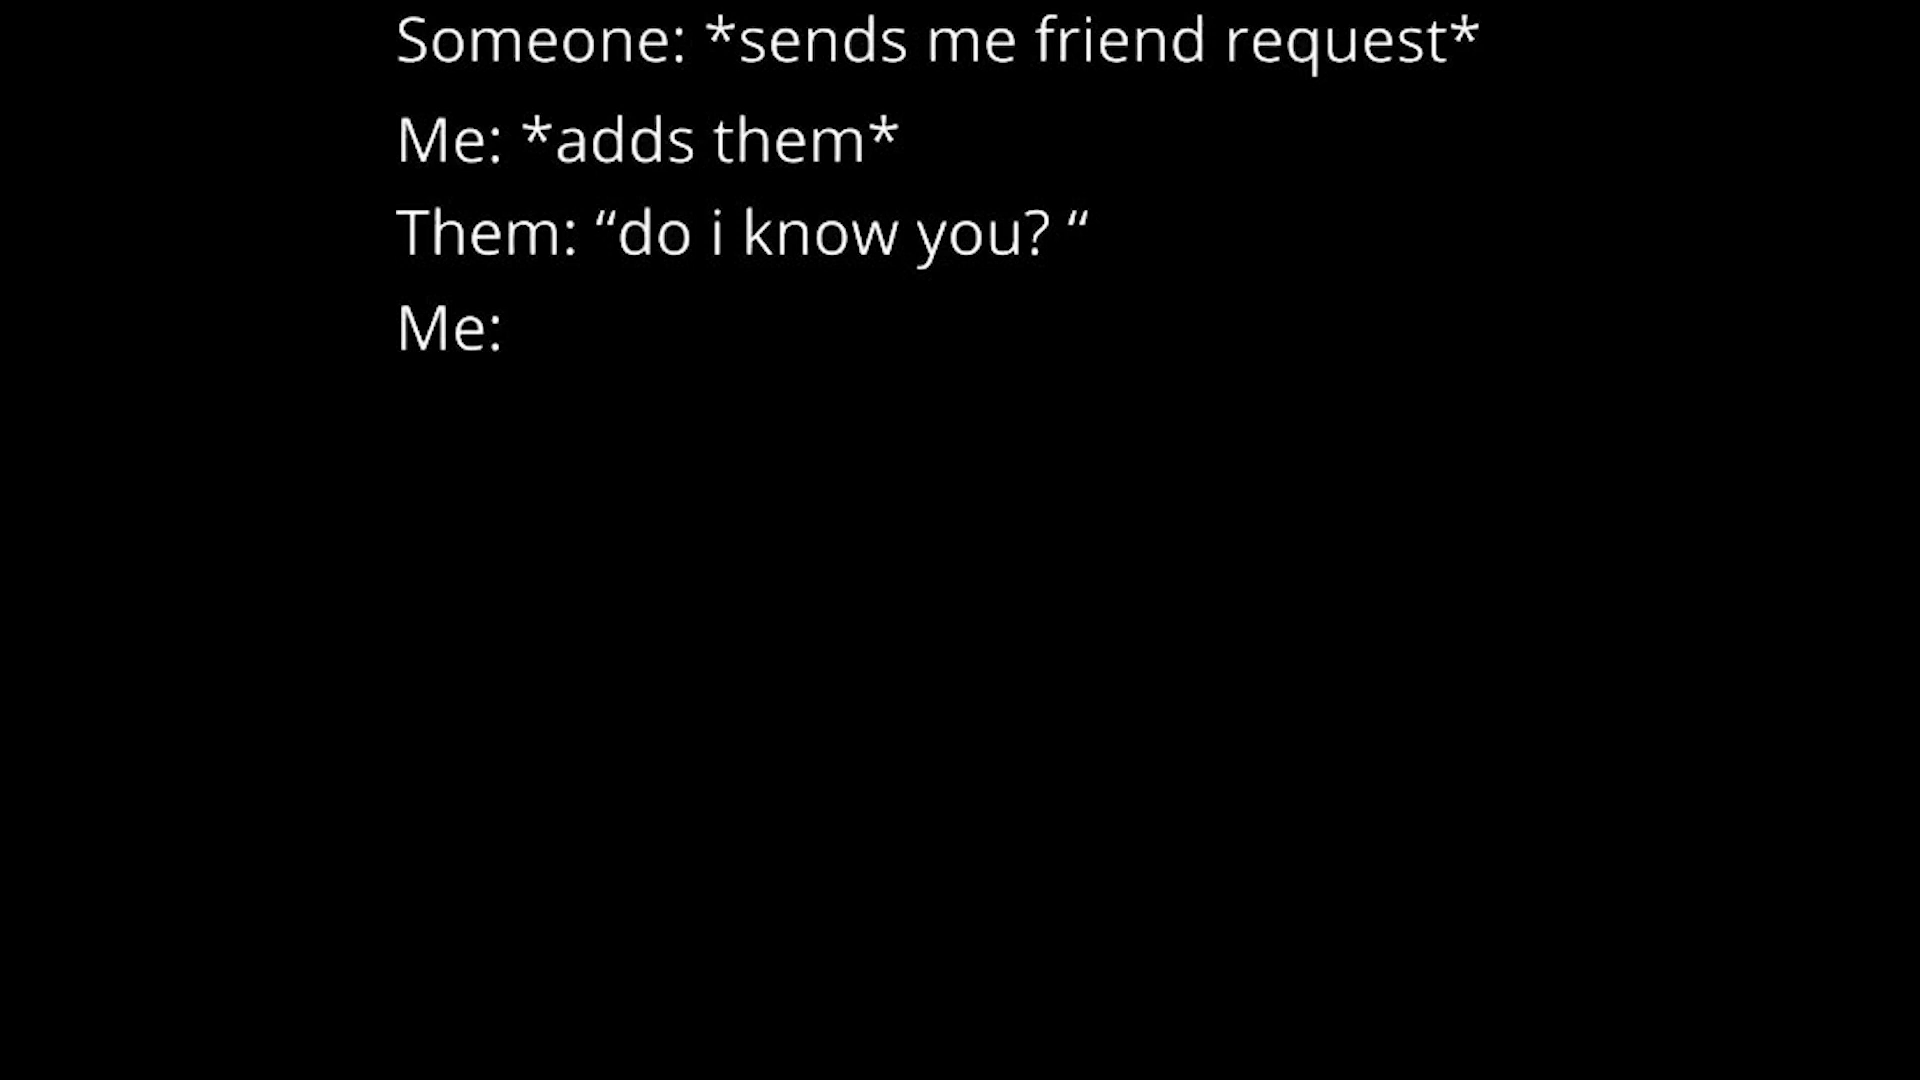 Someone: *sends me friend request*
Me: *adds them*
Them: “do i know you? “
Me: